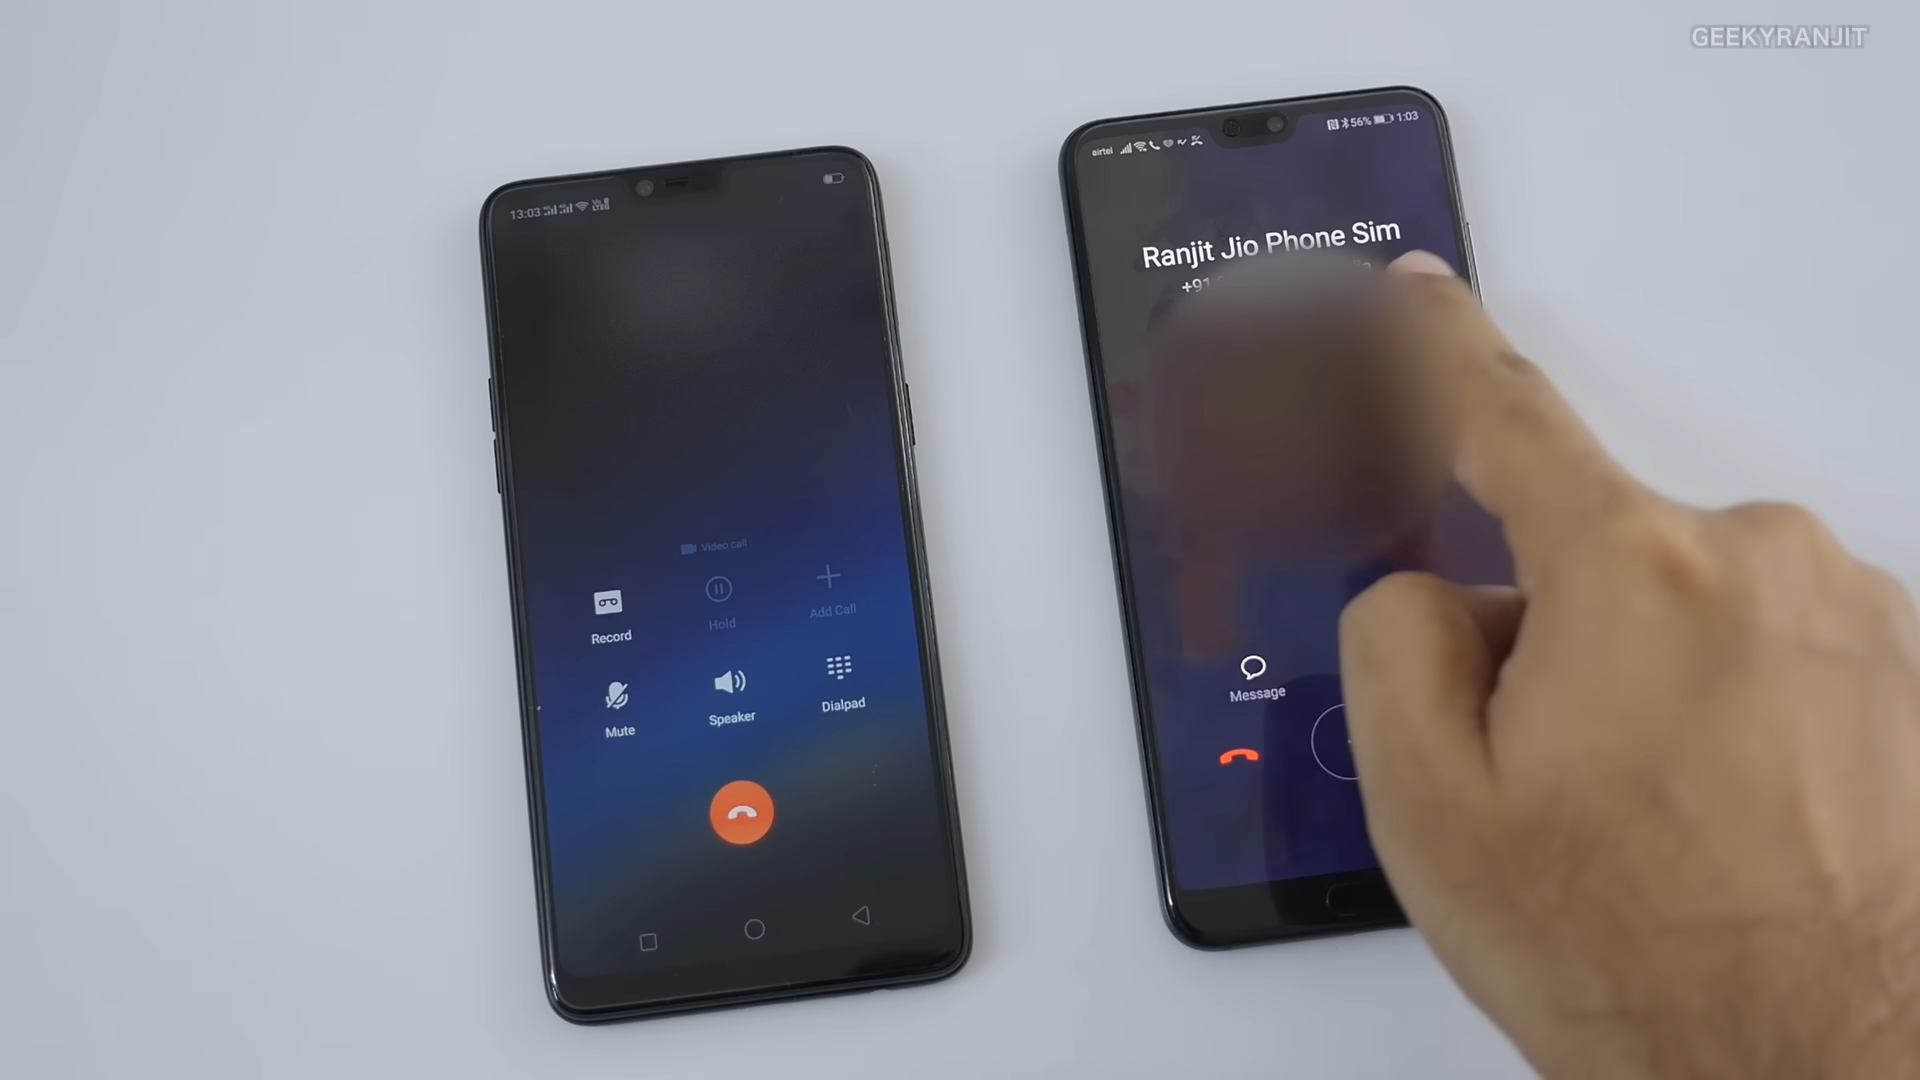 GEEKYRANJIT
13:03
Video call
Record
Hold
Add Call
Mute
Speaker
Dialpad
airtel
56%
1:03
Ranjit Jio Phone Sim
+91
Message